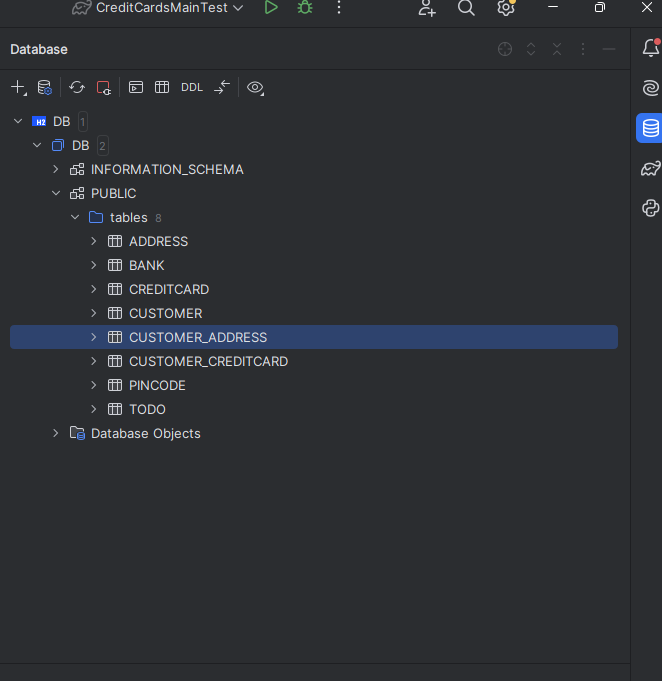 CreditCardsMainTest
Database
DDL
H2 DB 1
DB 2
INFORMATION_SCHEMA
PUBLIC
tables 8
ADDRESS
BANK
CREDITCARD
CUSTOMER
CUSTOMER_ADDRESS
CUSTOMER_CREDITCARD
PINCODE
TODO
Database Objects